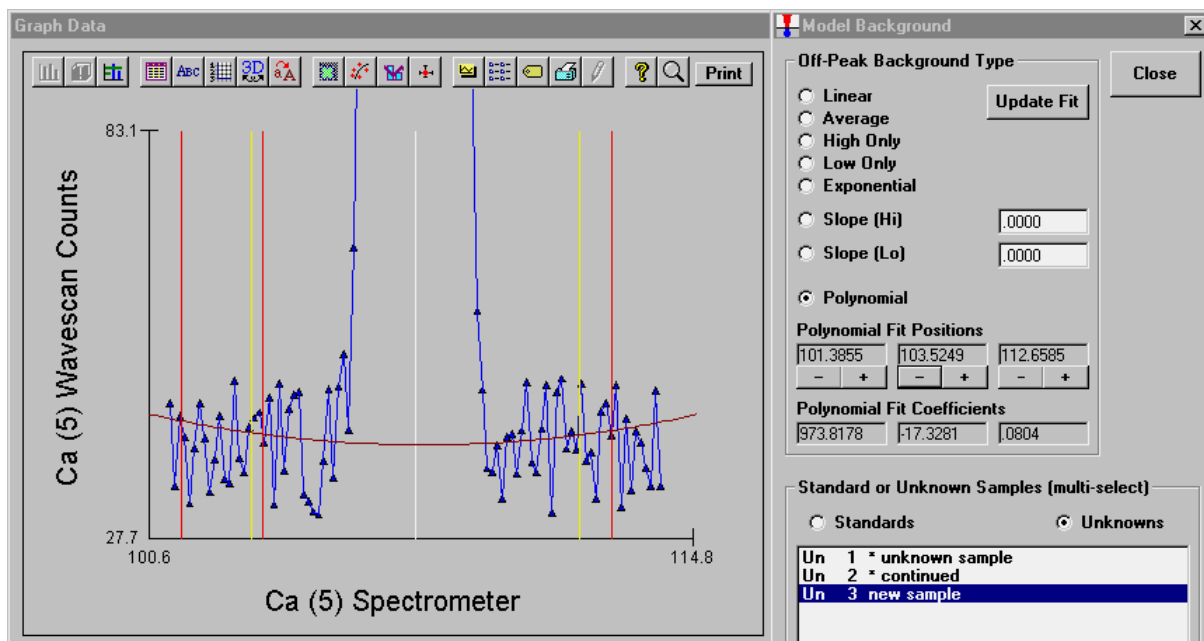 Graph Data
ABC
3D
aA
Print
83.1
Ca (5) Wavescan Counts
27.7
100.6
114.8
Ca (5) Spectrometer
Model Background
Off-Peak Background Type
Linear
Average
High Only
Low Only
Exponential
Update Fit
Close
Slope (Hi)
.0000
Slope (Lo)
.0000
Polynomial
Polynomial Fit Positions
101.3855 103.5249 112.6585
- + - + - +
Polynomial Fit Coefficients
973.8178 -17.3281 .0804
Standard or Unknown Samples (multi-select)
Standards Unknowns
Un 1 * unknown sample
Un 2 * continued
Un 3 new sample